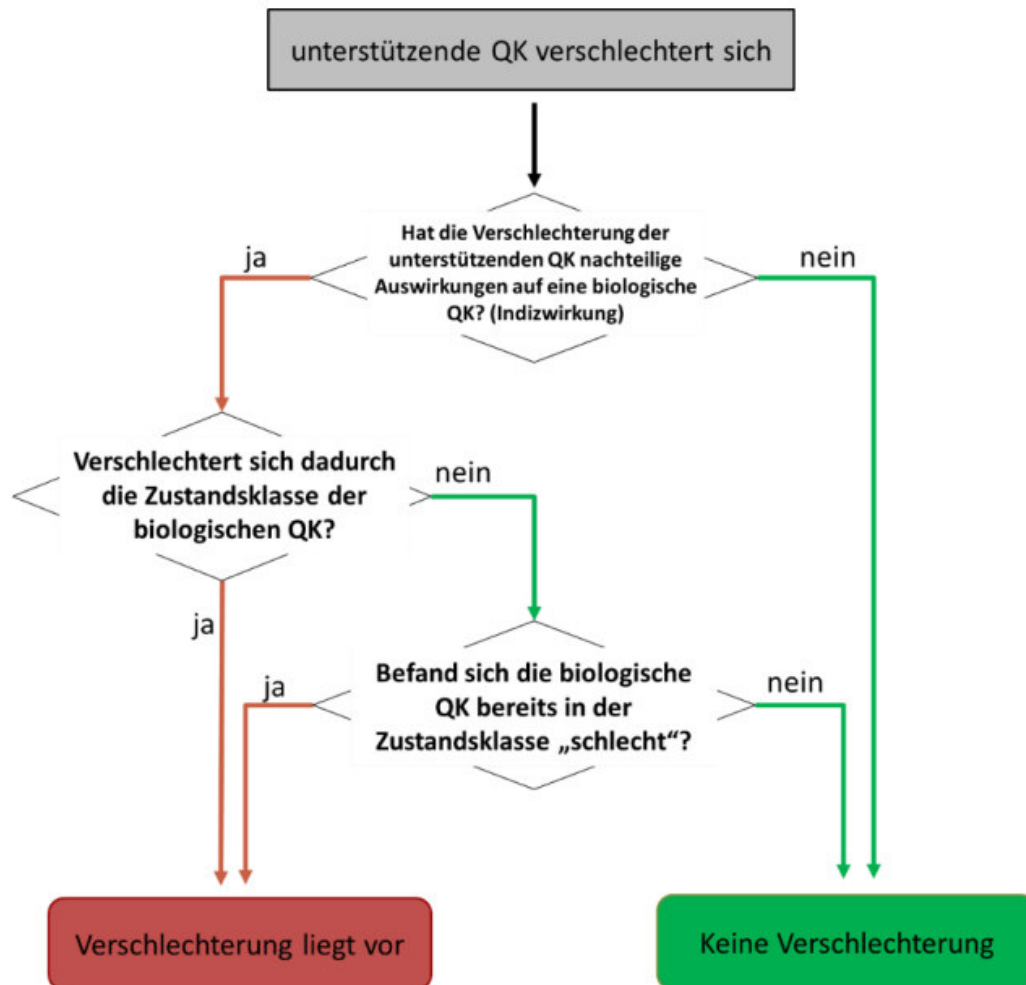 unterstützende QK verschlechtert sich
Hat die Verschlechterung der
unterstützenden QK nachteilige
Auswirkungen auf eine biologische
QK? (Indizwirkung)
ja
nein
Verschlechtert sich dadurch
die Zustandsklasse der
biologischen QK?
nein
ja
Befand sich die biologische
QK bereits in der
Zustandsklasse „schlecht“?
ja
nein
Verschlechterung liegt vor
Keine Verschlechterung